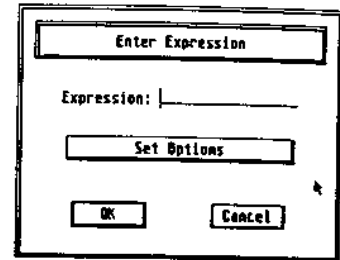 Enter Expression
Expression:
Set Options
OK
Cancel